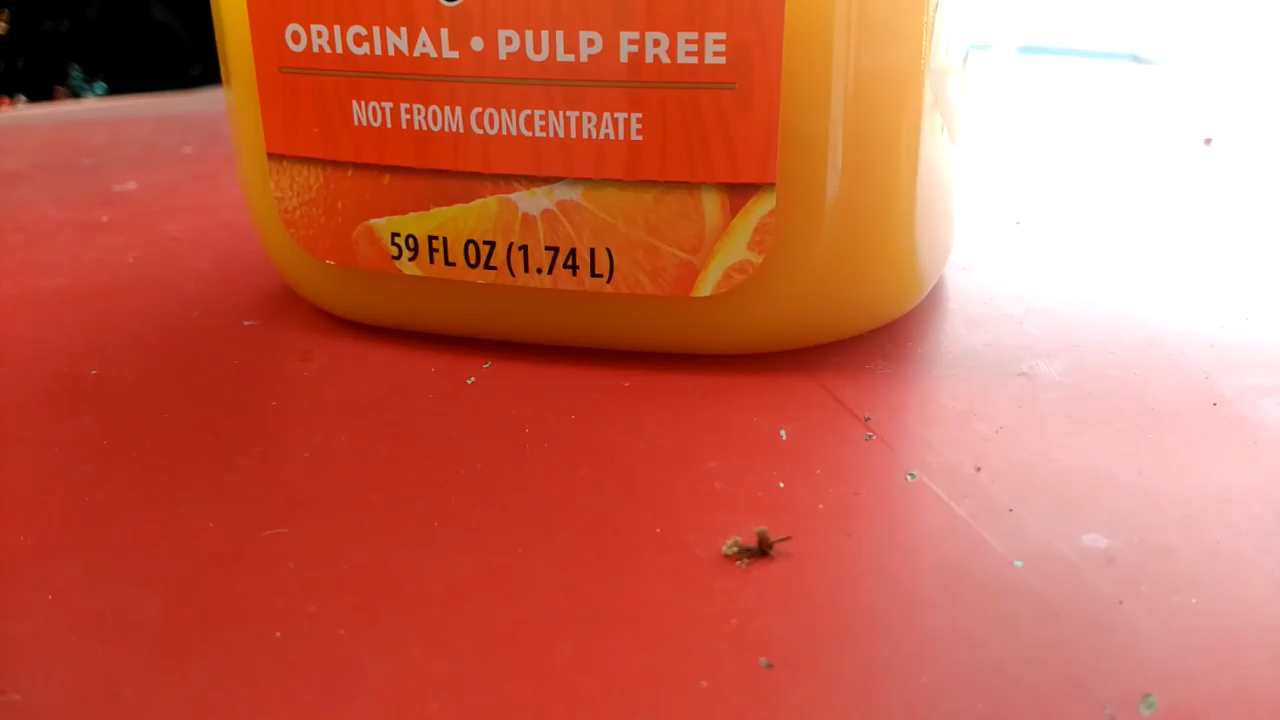 ORIGINAL • PULP FREE
NOT FROM CONCENTRATE
59 FL OZ (1.74 L)